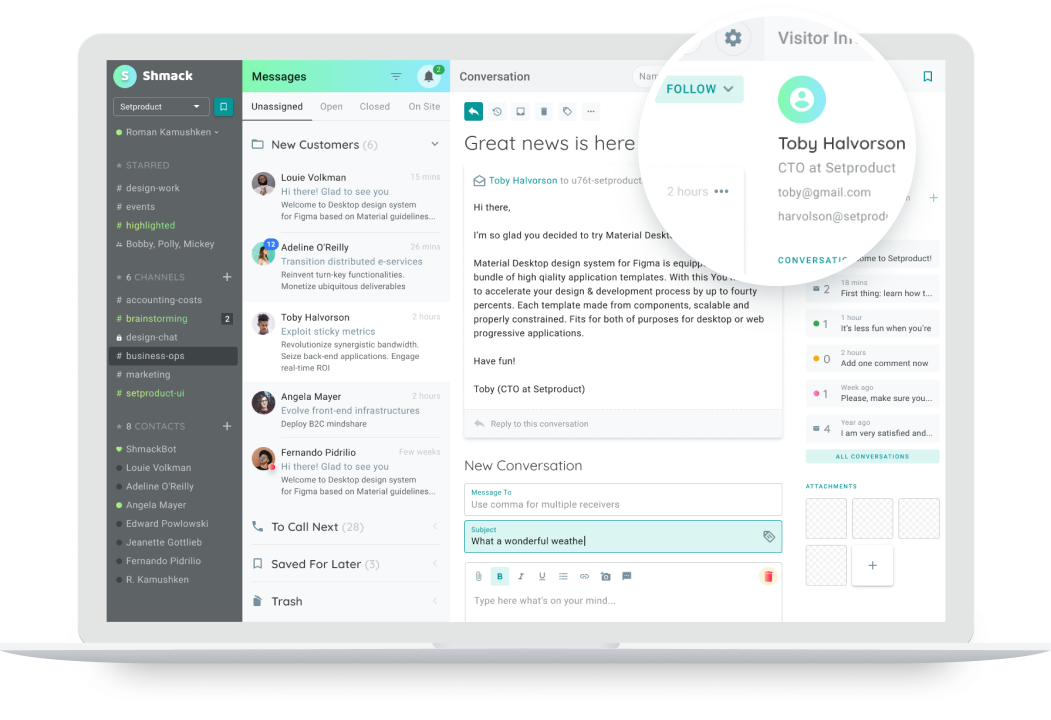 S Shmack
Setproduct
Roman Kamushken
STARRED
# design-work
# events
# highlighted
Bobby, Polly, Mickey
6 CHANNELS +
# accounting-costs
# brainstorming 2
design-chat
# business-ops
# marketing
# setproduct-ui
8 CONTACTS +
ShmackBot
Louie Volkman
Adeline O'Reilly
Angela Mayer
Edward Powlowski
Jeanette Gottlieb
Fernando Pidrilio
R. Kamushken
Messages 2
Unassigned Open Closed On Site
New Customers (6)
Louie Volkman 15 mins
Hi there! Glad to see you
Welcome to Desktop design system
for Figma based on Material guidelines...
12
Adeline O'Reilly 26 mins
Transition distributed e-services
Reinvent turn-key functionalities.
Monetize ubiquitous deliverables
Toby Halvorson 2 hours
Exploit sticky metrics
Revolutionize synergistic bandwidth.
Seize back-end applications. Engage
real-time ROI
Angela Mayer 2 hours
Evolve front-end infrastructures
Deploy B2C mindshare
Fernando Pidrilio Few weeks
Hi there! Glad to see you
Welcome to Desktop design system
for Figma based on Material guidelines...
To Call Next (28)
Saved For Later (3)
Trash
Conversation
Great news is here
Toby Halvorson to u76t-setproduct
Hi there,
I'm so glad you decided to try Material
Material Desktop design system for Figma is
bundle of high qiality application templates. With this
to accelerate your design & development process by up to fourty
percents. Each template made from components, scalable and
properly constrained. Fits for both of purposes for desktop or web
progressive applications.
Have fun!
Toby (CTO at Setproduct)
Reply to this conversation
New Conversation
Message To
Use comma for multiple receivers
Subject
What a wonderful weathe
B I U
Type here what's on your mind...
Visitor
FOLLOW
2 hours •••
Toby Halvorson
CTO at Setproduct
toby@gmail.com
+
to Setproduct!
2 18 mins
First thing: learn how t...
1 1 hour
It's less fun when you're
0 2 hours
Add one comment now
1 Week ago
Please, make sure you...
4 Year ago
I am very satisfied and...
ALL CONVERSATIONS
ATTACHMENTS
+